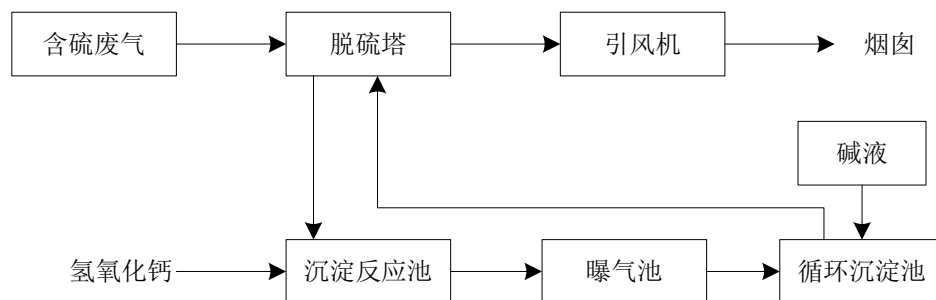 含硫废气
脱硫塔
引风机
烟囱
碱液
氢氧化钙
沉淀反应池
曝气池
循环沉淀池